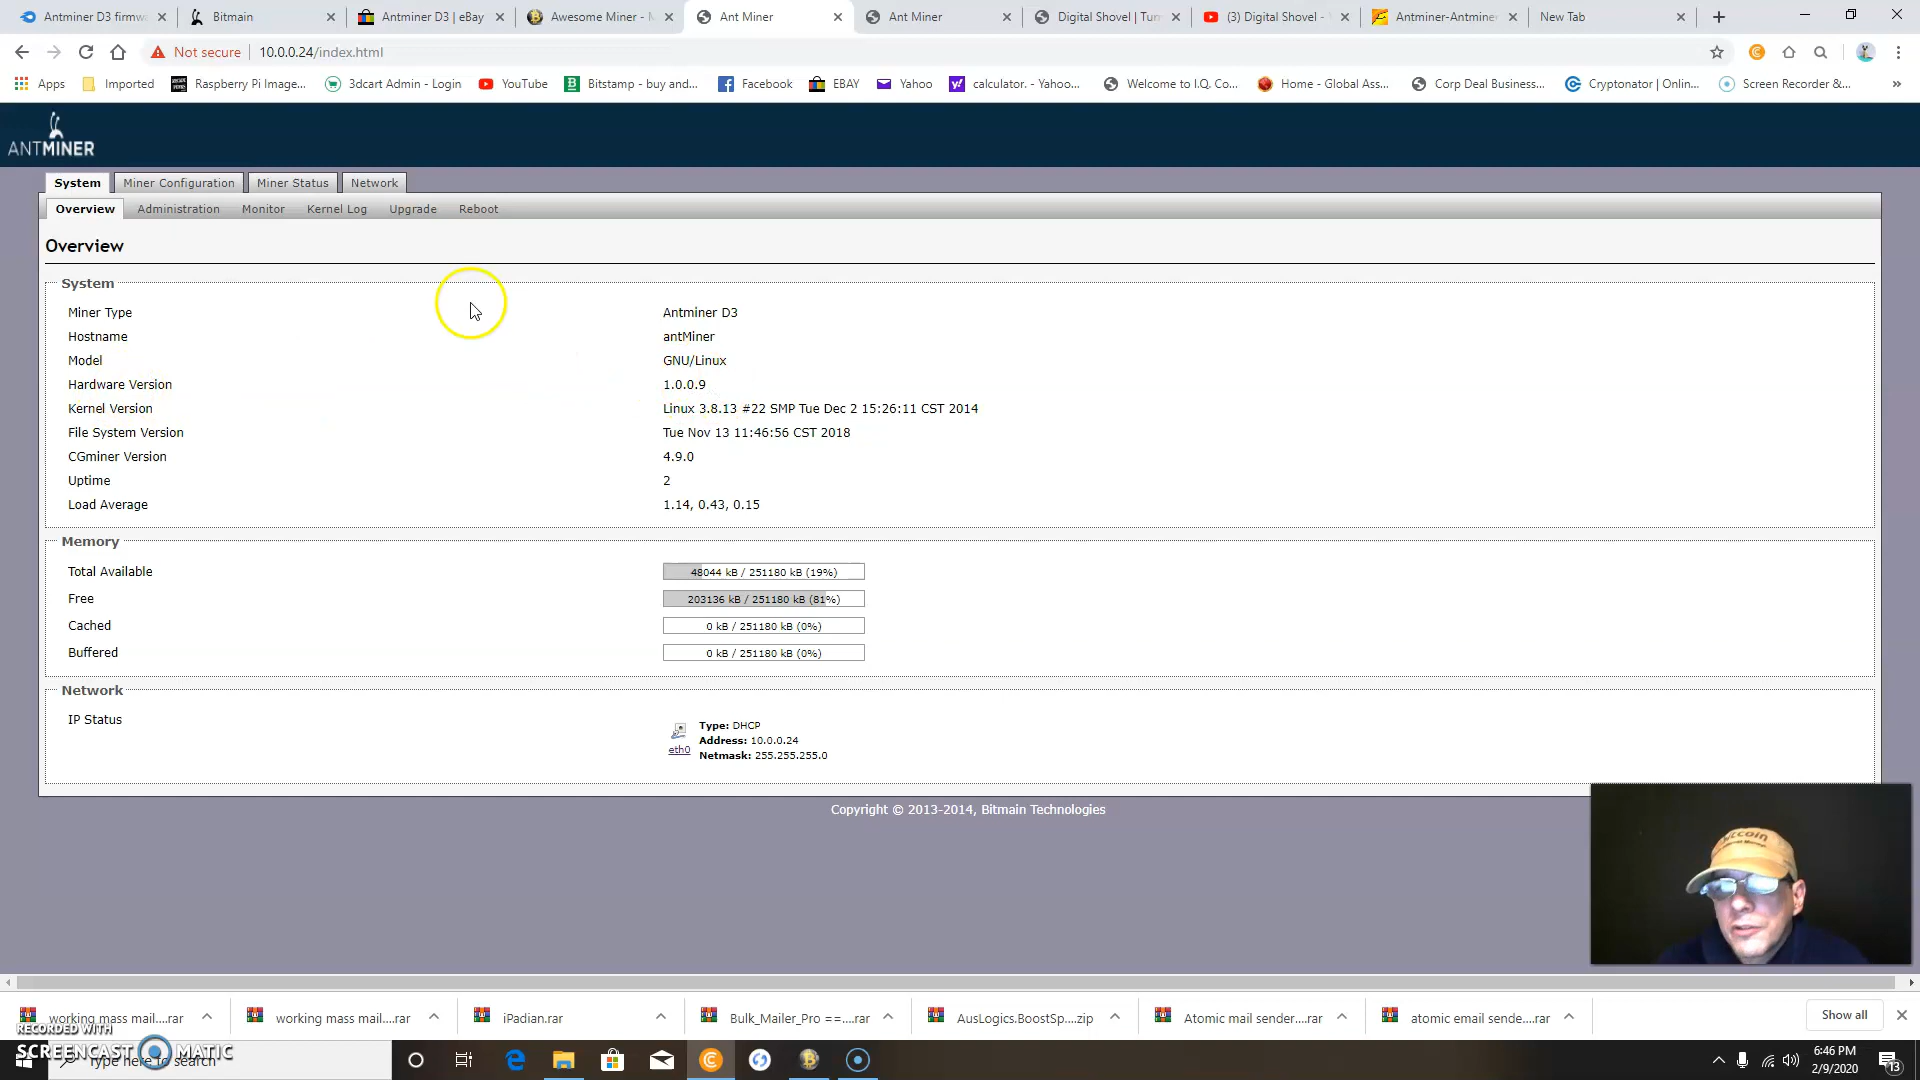 Antminer D3 firmw
Bitmain
Antminer D3 | eBay
Awesome Miner - M
Ant Miner
Ant Miner
Digital Shovel | Turn
(3) Digital Shovel -
Antminer-Antmine
New Tab
Not secure
10.0.0.24/index.html
Apps
Imported
Raspberry Pi Image...
3dcart Admin - Login
YouTube
Bitstamp - buy and...
Facebook
EBAY
Yahoo
calculator. - Yahoo...
Welcome to I.Q. Co...
Home - Global Ass...
Corp Deal Business...
Cryptonator | Onlin...
Screen Recorder &...
»
ANTMINER
System
Miner Configuration
Miner Status
Network
Overview
Administration
Monitor
Kernel Log
Upgrade
Reboot
Overview
System
Miner Type
Antminer D3
Hostname
antMiner
Model
GNU/Linux
Hardware Version
1.0.0.9
Kernel Version
Linux 3.8.13 #22 SMP Tue Dec 2 15:26:11 CST 2014
File System Version
Tue Nov 13 11:46:56 CST 2018
CGminer Version
4.9.0
Uptime
2
Load Average
1.14, 0.43, 0.15
Memory
Total Available
48044 kB / 251180 kB (19%)
Free
203136 kB / 251180 kB (81%)
Cached
0 kB / 251180 kB (0%)
Buffered
0 kB / 251180 kB (0%)
Network
IP Status
eth0
Type: DHCP
Address: 10.0.0.24
Netmask: 255.255.255.0
Copyright © 2013-2014, Bitmain Technologies
working mass mail....rar
working mass mail....rar
iPadian.rar
Bulk_Mailer_Pro ==....rar
AusLogics.BoostSp....zip
Atomic mail sender....rar
atomic email sende....rar
Show all
RECORDED WITH
SCREENCAST MATIC
Type here to search
6:46 PM
2/9/2020
13